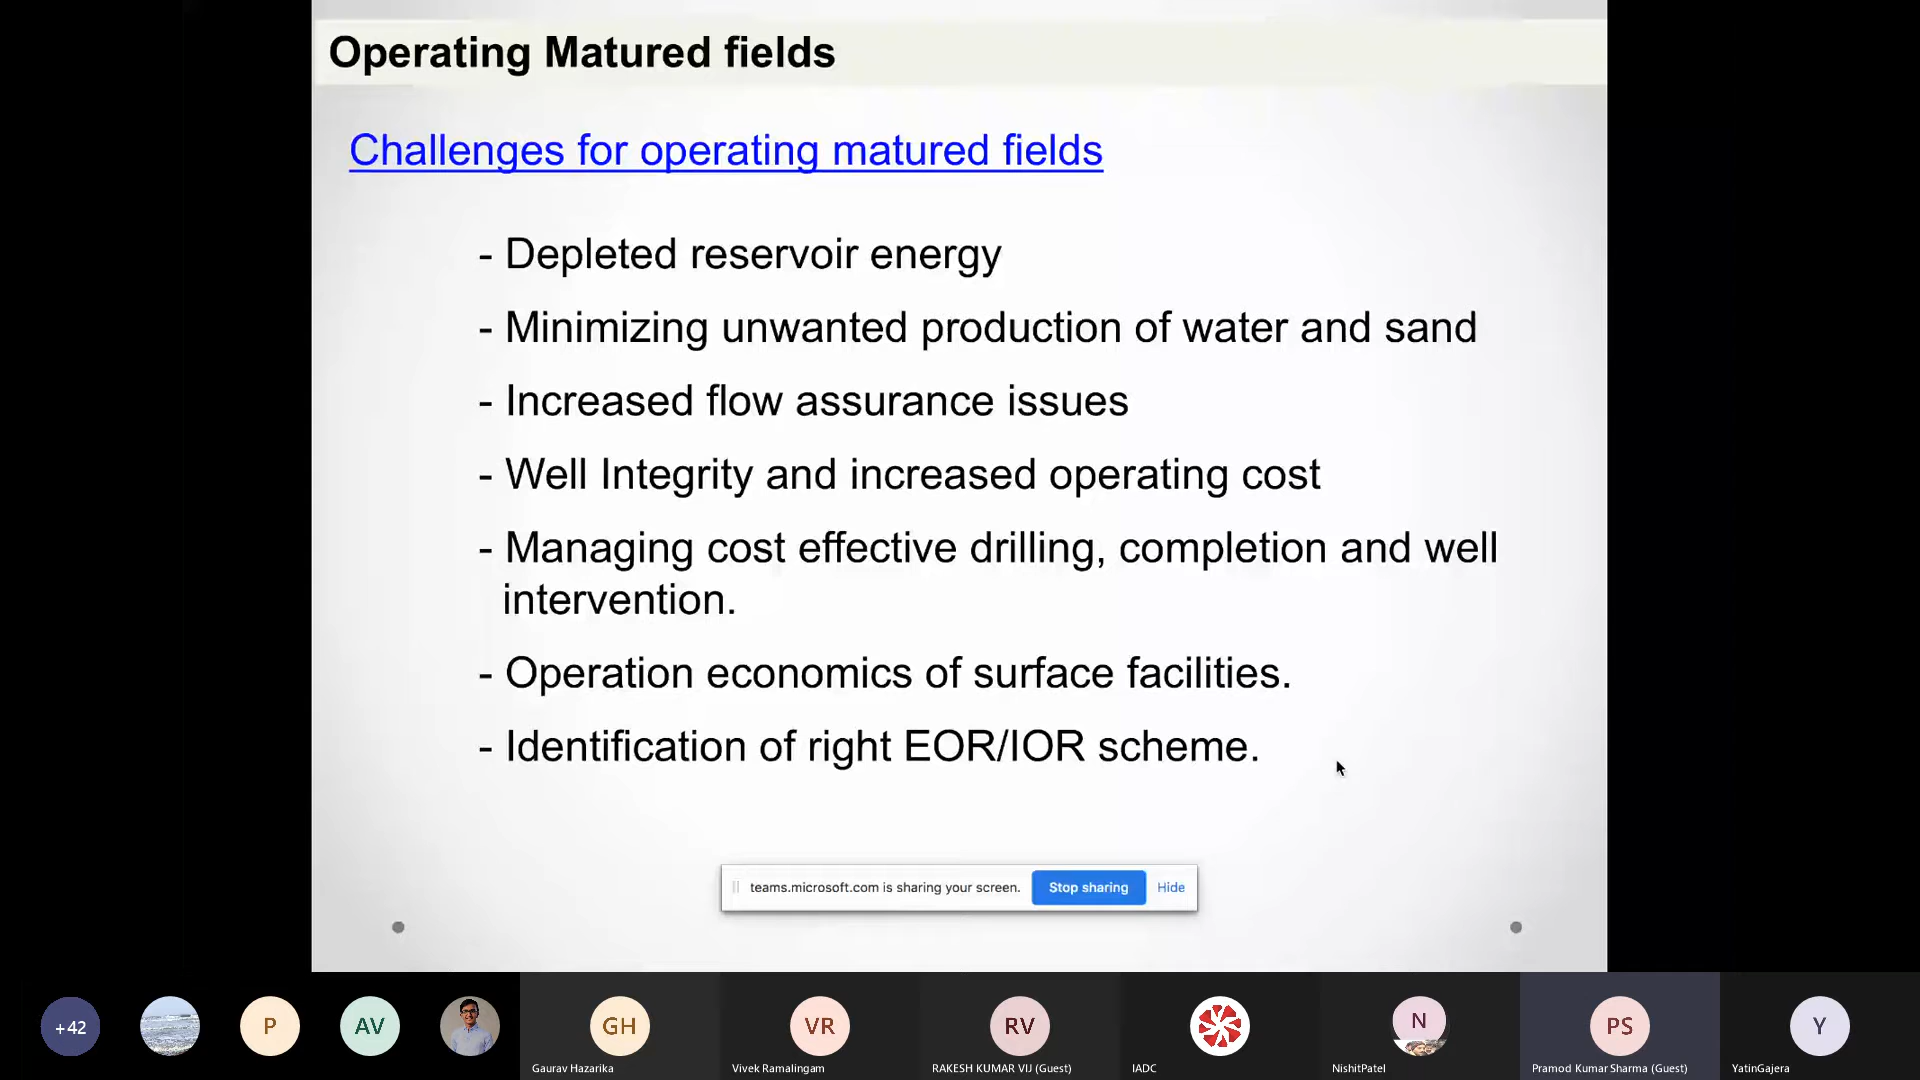 Operating Matured fields
Challenges for operating matured fields
- Depleted reservoir energy
- Minimizing unwanted production of water and sand
- Increased flow assurance issues
- Well Integrity and increased operating cost
- Managing cost effective drilling, completion and well
intervention.
- Operation economics of surface facilities.
- Identification of right EOR/IOR scheme.
teams.microsoft.com is sharing your screen. Stop sharing Hide
+42 P AV GH VR RV N PS Y
Gaurav Hazarika Vivek Ramalingam RAKESH KUMAR VIJ (Guest) IADC NishitPatel Pramod Kumar Sharma (Guest) YatinGajera